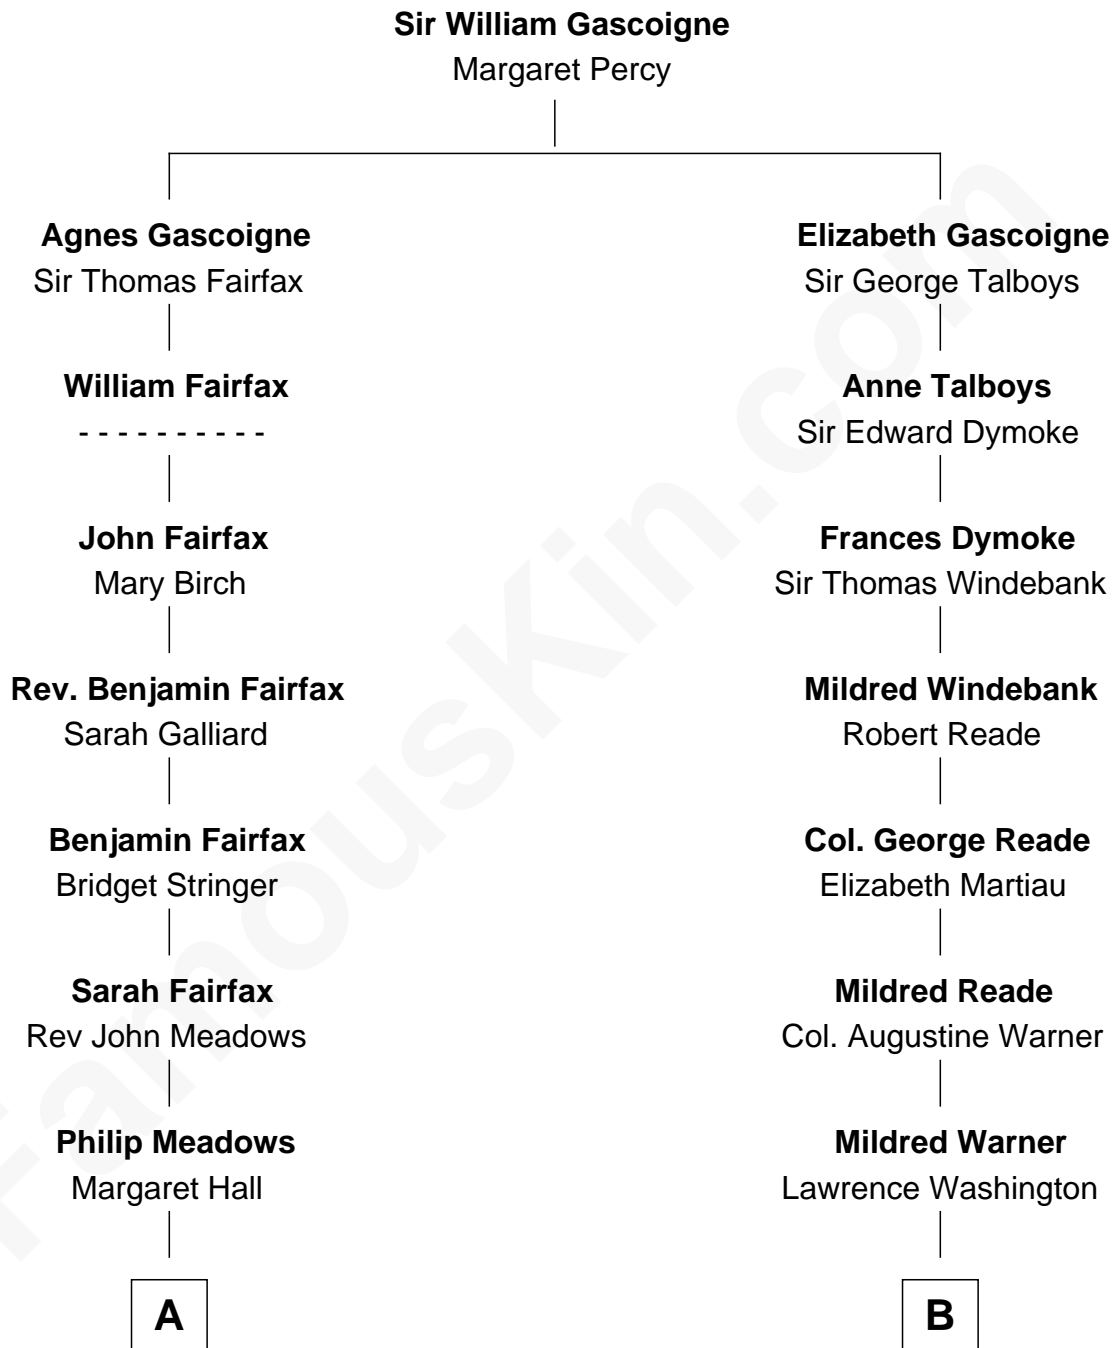 Sir William Gascoigne
Margaret Percy
Agnes Gascoigne
Sir Thomas Fairfax
William Fairfax
- - - - - - - - - -
John Fairfax
Mary Birch
Rev. Benjamin Fairfax
Sarah Galliard
Benjamin Fairfax
Bridget Stringer
Sarah Fairfax
Rev John Meadows
Philip Meadows
Margaret Hall
A
Elizabeth Gascoigne
Sir George Talboys
Anne Talboys
Sir Edward Dymoke
Frances Dymoke
Sir Thomas Windebank
Mildred Windebank
Robert Reade
Col. George Reade
Elizabeth Martiau
Mildred Reade
Col. Augustine Warner
Mildred Warner
Lawrence Washington
B
FamousKin.com